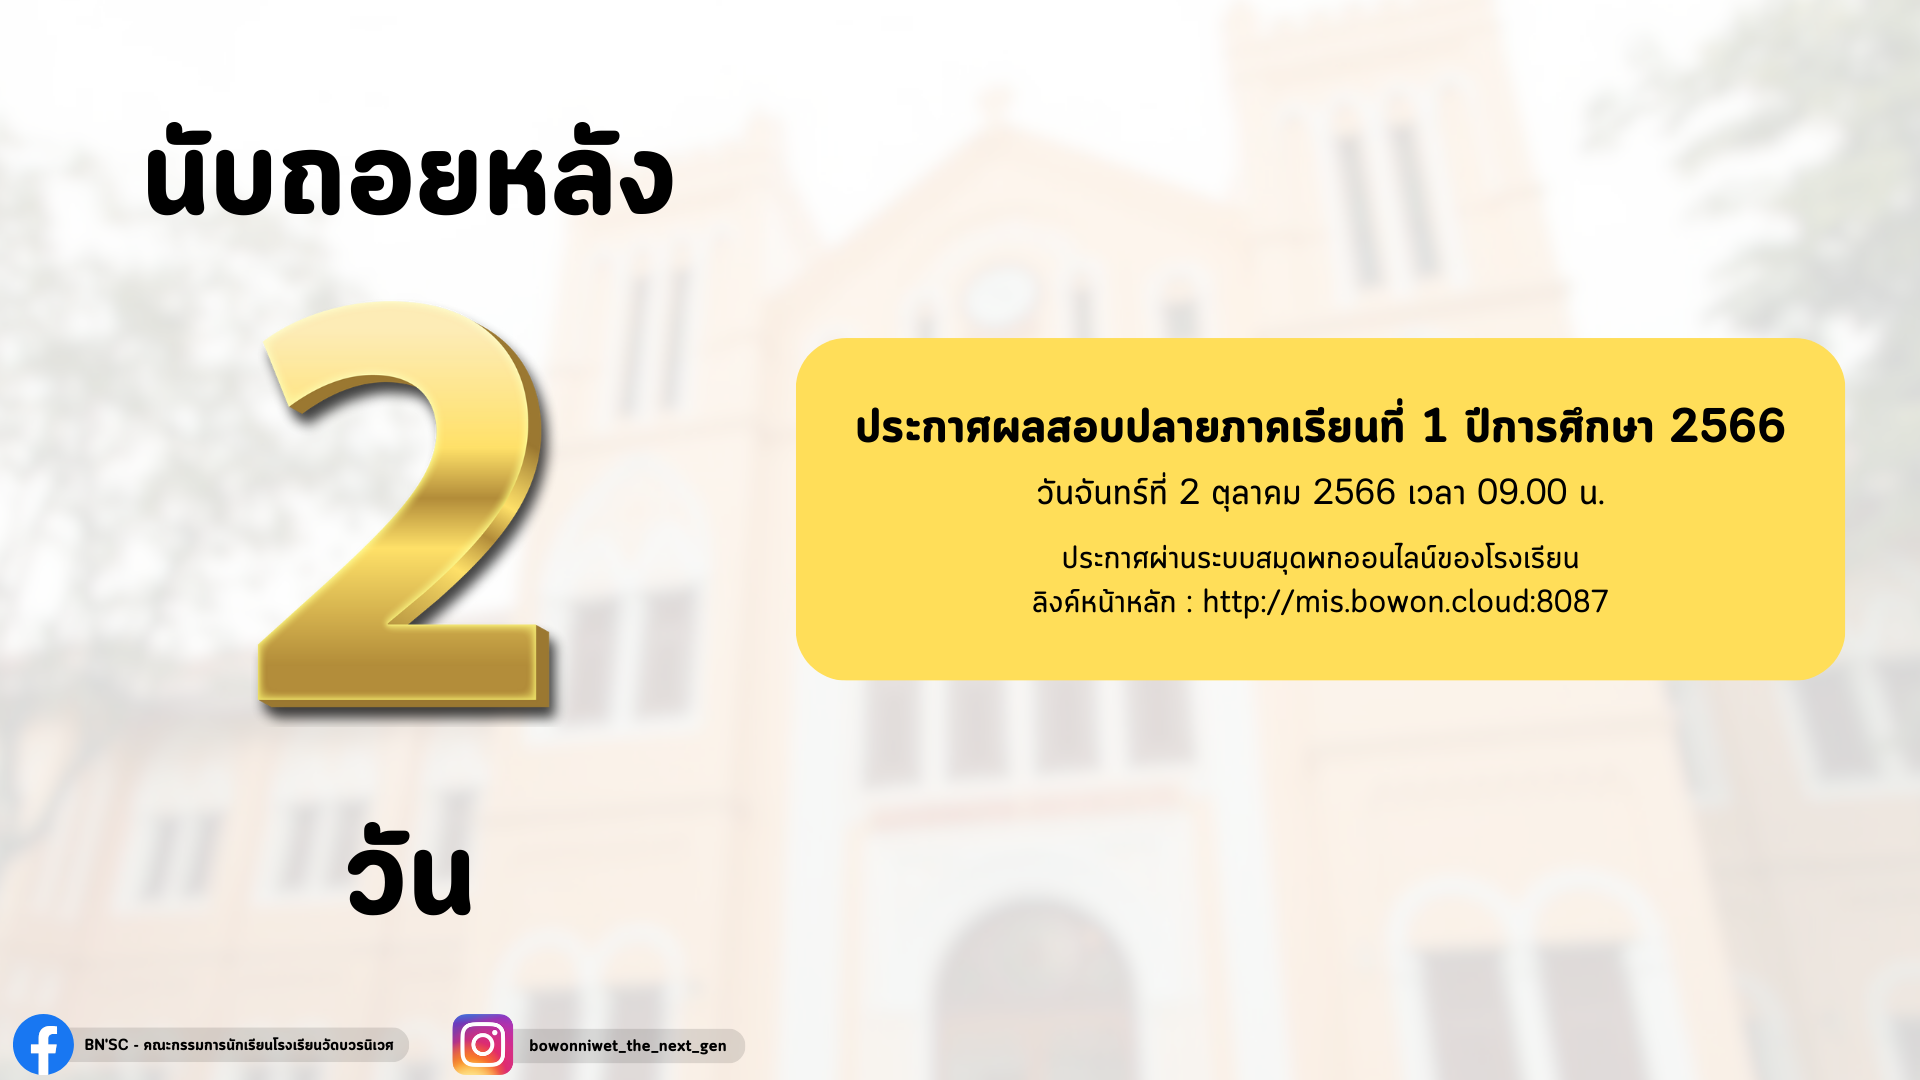 นับถอยหลัง
2
วัน
ประกาศผลสอบปลายภาคเรียนที่ 1 ปีการศึกษา 2566
วันจันทร์ที่ 2 ตุลาคม 2566 เวลา 09.00 น.
ประกาศผ่านระบบสมุดพกออนไลน์ของโรงเรียน
ลิงค์หน้าหลัก : http://mis.bowon.cloud:8087
BN'SC - คณะกรรมการนักเรียนโรงเรียนวัดบวรนิเวศ
bowonniwet_the_next_gen